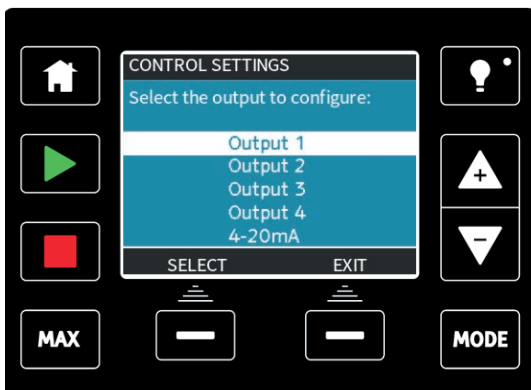 CONTROL SETTINGS
Select the output to configure:
Output 1
Output 2
Output 3
Output 4
4-20mA
SELECT EXIT
+
-
MAX
MODE